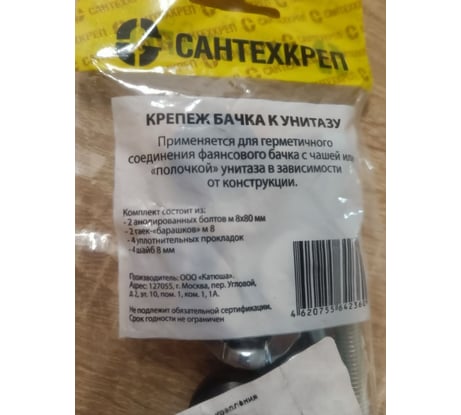 САНТЕХКРЕП
КРЕПЕЖ БАЧКА К УНИТАЗУ
Применяется для герметичного
соединения фаянсового бачка с чашей или
«полочкой» унитаза в зависимости
от конструкции.
Комплект состоит из:
- 2 анодированных болтов м 8х80 мм
- 2 гаек-«барашков» м 8
- 4 уплотнительных прокладок
- 4 шайб 8 мм
Производитель: ООО «Катюша».
Адрес: 127055, г. Москва, пер. Угловой,
д 2, эт. 10, пом. 1, ком. 1, 1А.
Не подлежит обязательной сертификации.
Срок годности не ограничен